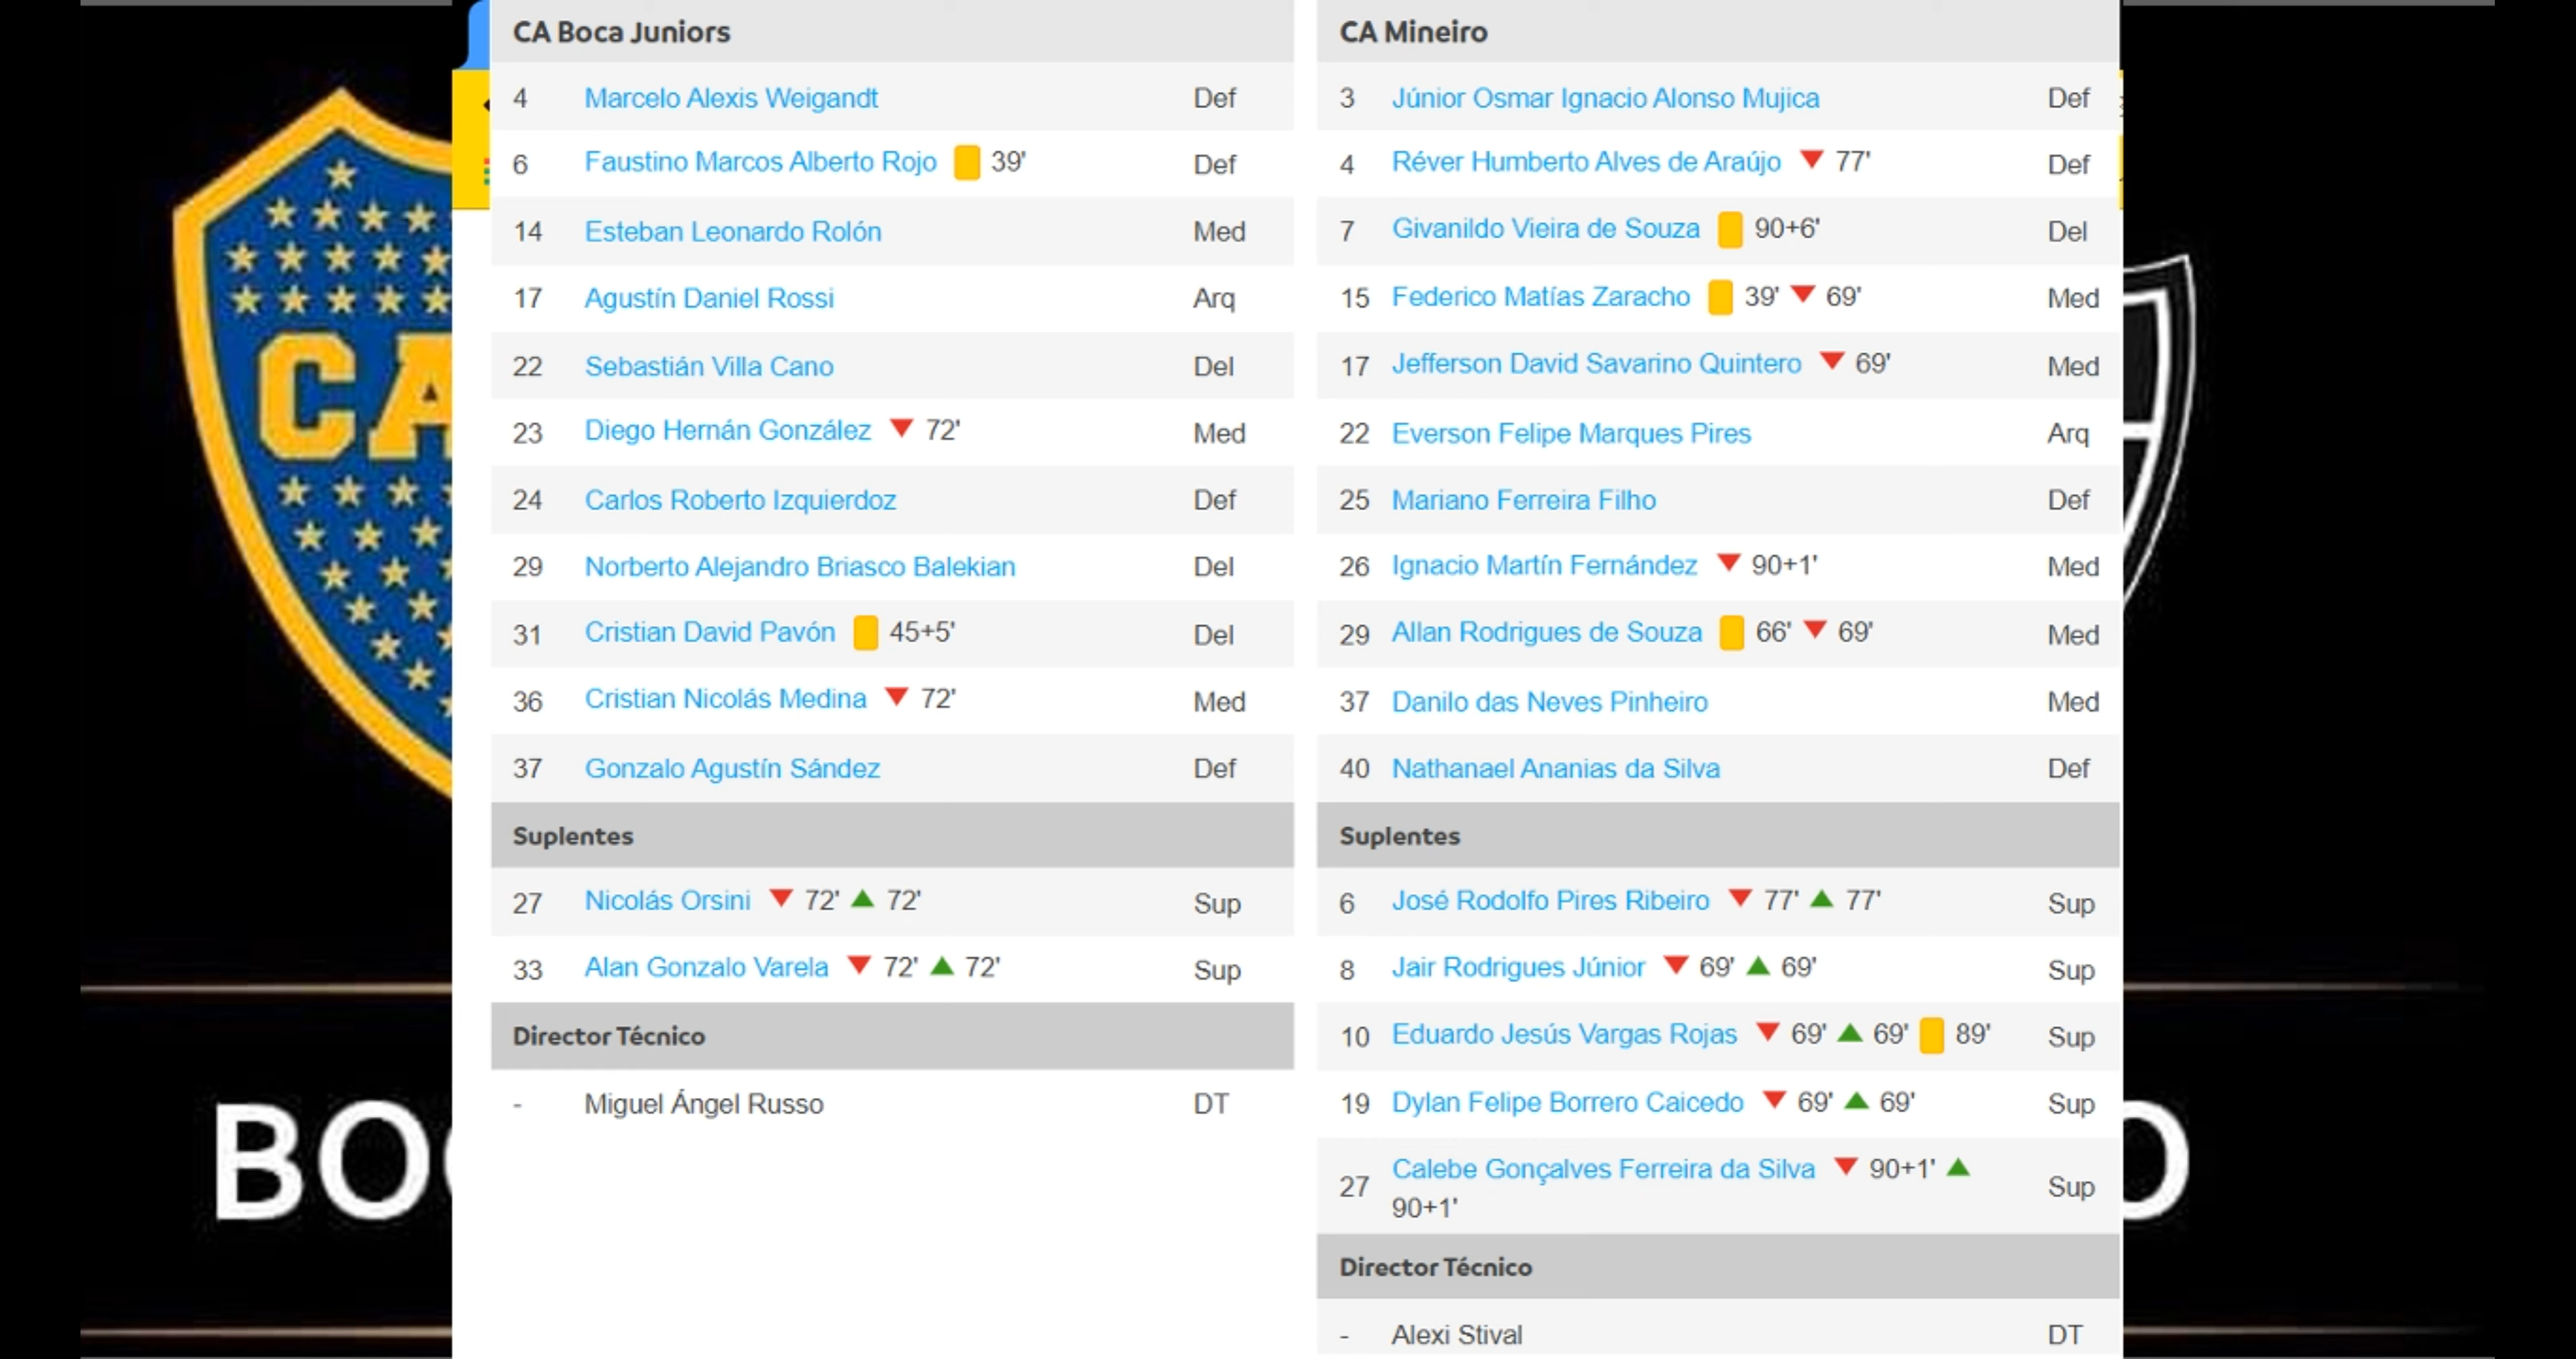 CA Boca Juniors
4 Marcelo Alexis Weigandt Def
6 Faustino Marcos Alberto Rojo 39' Def
14 Esteban Leonardo Rolón Med
17 Agustín Daniel Rossi Arq
22 Sebastián Villa Cano Del
23 Diego Hernán González 72' Med
24 Carlos Roberto Izquierdoz Def
29 Norberto Alejandro Briasco Balekian Del
31 Cristian David Pavón 45+5' Del
36 Cristian Nicolás Medina 72' Med
37 Gonzalo Agustín Sández Def
Suplentes
27 Nicolás Orsini 72' 72' Sup
33 Alan Gonzalo Varela 72' 72' Sup
Director Técnico
- Miguel Ángel Russo DT
CA Mineiro
3 Júnior Osmar Ignacio Alonso Mujica Def
4 Réver Humberto Alves de Araújo 77' Def
7 Givanildo Vieira de Souza 90+6' Del
15 Federico Matías Zaracho 39' 69' Med
17 Jefferson David Savarino Quintero 69' Med
22 Everson Felipe Marques Pires Arq
25 Mariano Ferreira Filho Def
26 Ignacio Martín Fernández 90+1' Med
29 Allan Rodrigues de Souza 66' 69' Med
37 Danilo das Neves Pinheiro Med
40 Nathanael Ananias da Silva Def
Suplentes
6 José Rodolfo Pires Ribeiro 77' 77' Sup
8 Jair Rodrigues Júnior 69' 69' Sup
10 Eduardo Jesús Vargas Rojas 69' 69' 89' Sup
19 Dylan Felipe Borrero Caicedo 69' 69' Sup
27 Calebe Gonçalves Ferreira da Silva 90+1' Sup
90+1'
Director Técnico
- Alexi Stival DT
CA
BO
O